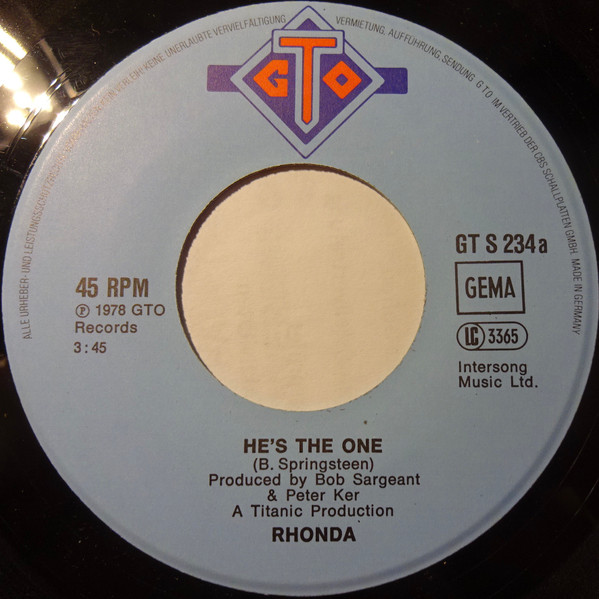 ALLE URHEBER- UND LEISTUNGSSCHUTZRECHTE VORBEHALTEN KEINE UNERLAUBTE VERVIELFÄLTIGUNG
VERMIETUNG, AUFFÜHRUNG, SENDUNG G T O IM VERTRIEB DER CBS SCHALLPLATTEN GMBH. MADE IN GERMANY
GTO
45 RPM
Ⓟ 1978 GTO
Records
3:45
GT S 234 a
GEMA
LC 3365
Intersong
Music Ltd.
HE'S THE ONE
(B. Springsteen)
Produced by Bob Sargeant
& Peter Ker
A Titanic Production
RHONDA